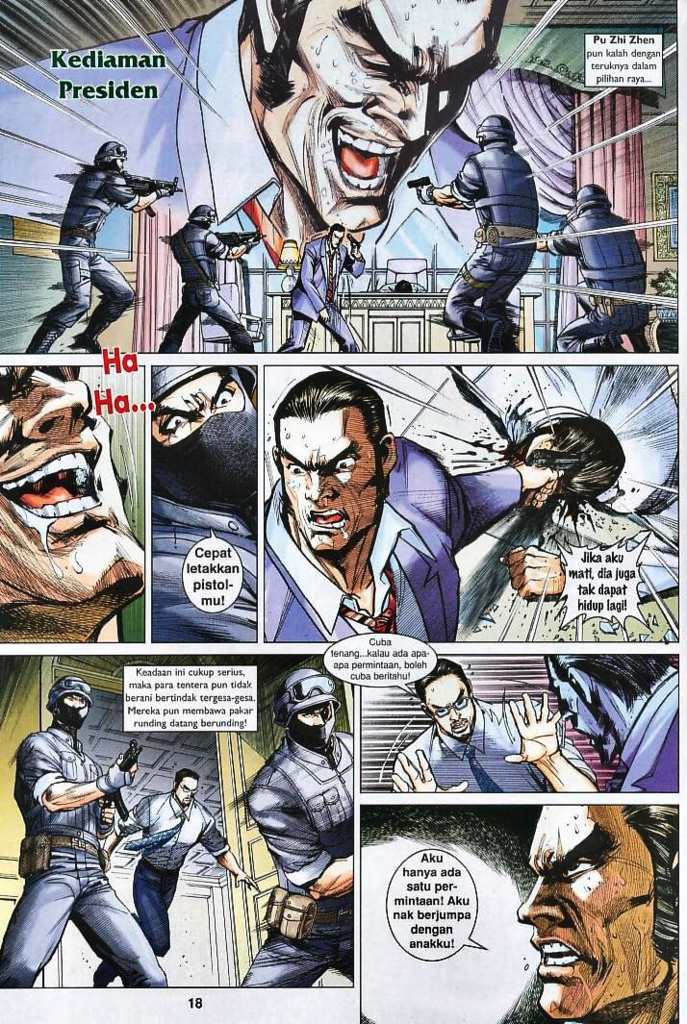 Kediaman
Presiden
Pu Zhi Zhen
pun kalah dengan
teruknya dalam
pilihan raya...
Ha
Ha...
Cepat
letakkan
pistol-
mu!
Jika aku
mati, dia juga
tak dapat
hidup lagi!
Keadaan ini cukup serius,
maka para tentera pun tidak
berani bertindak tergesa-gesa.
Mereka pun membawa pakar
runding datang berunding!
Cuba
tenang...kalau ada apa-
apa permintaan, boleh
cuba beritahu!
Aku
hanya ada
satu per-
mintaan! Aku
nak berjumpa
dengan
anakku!
18